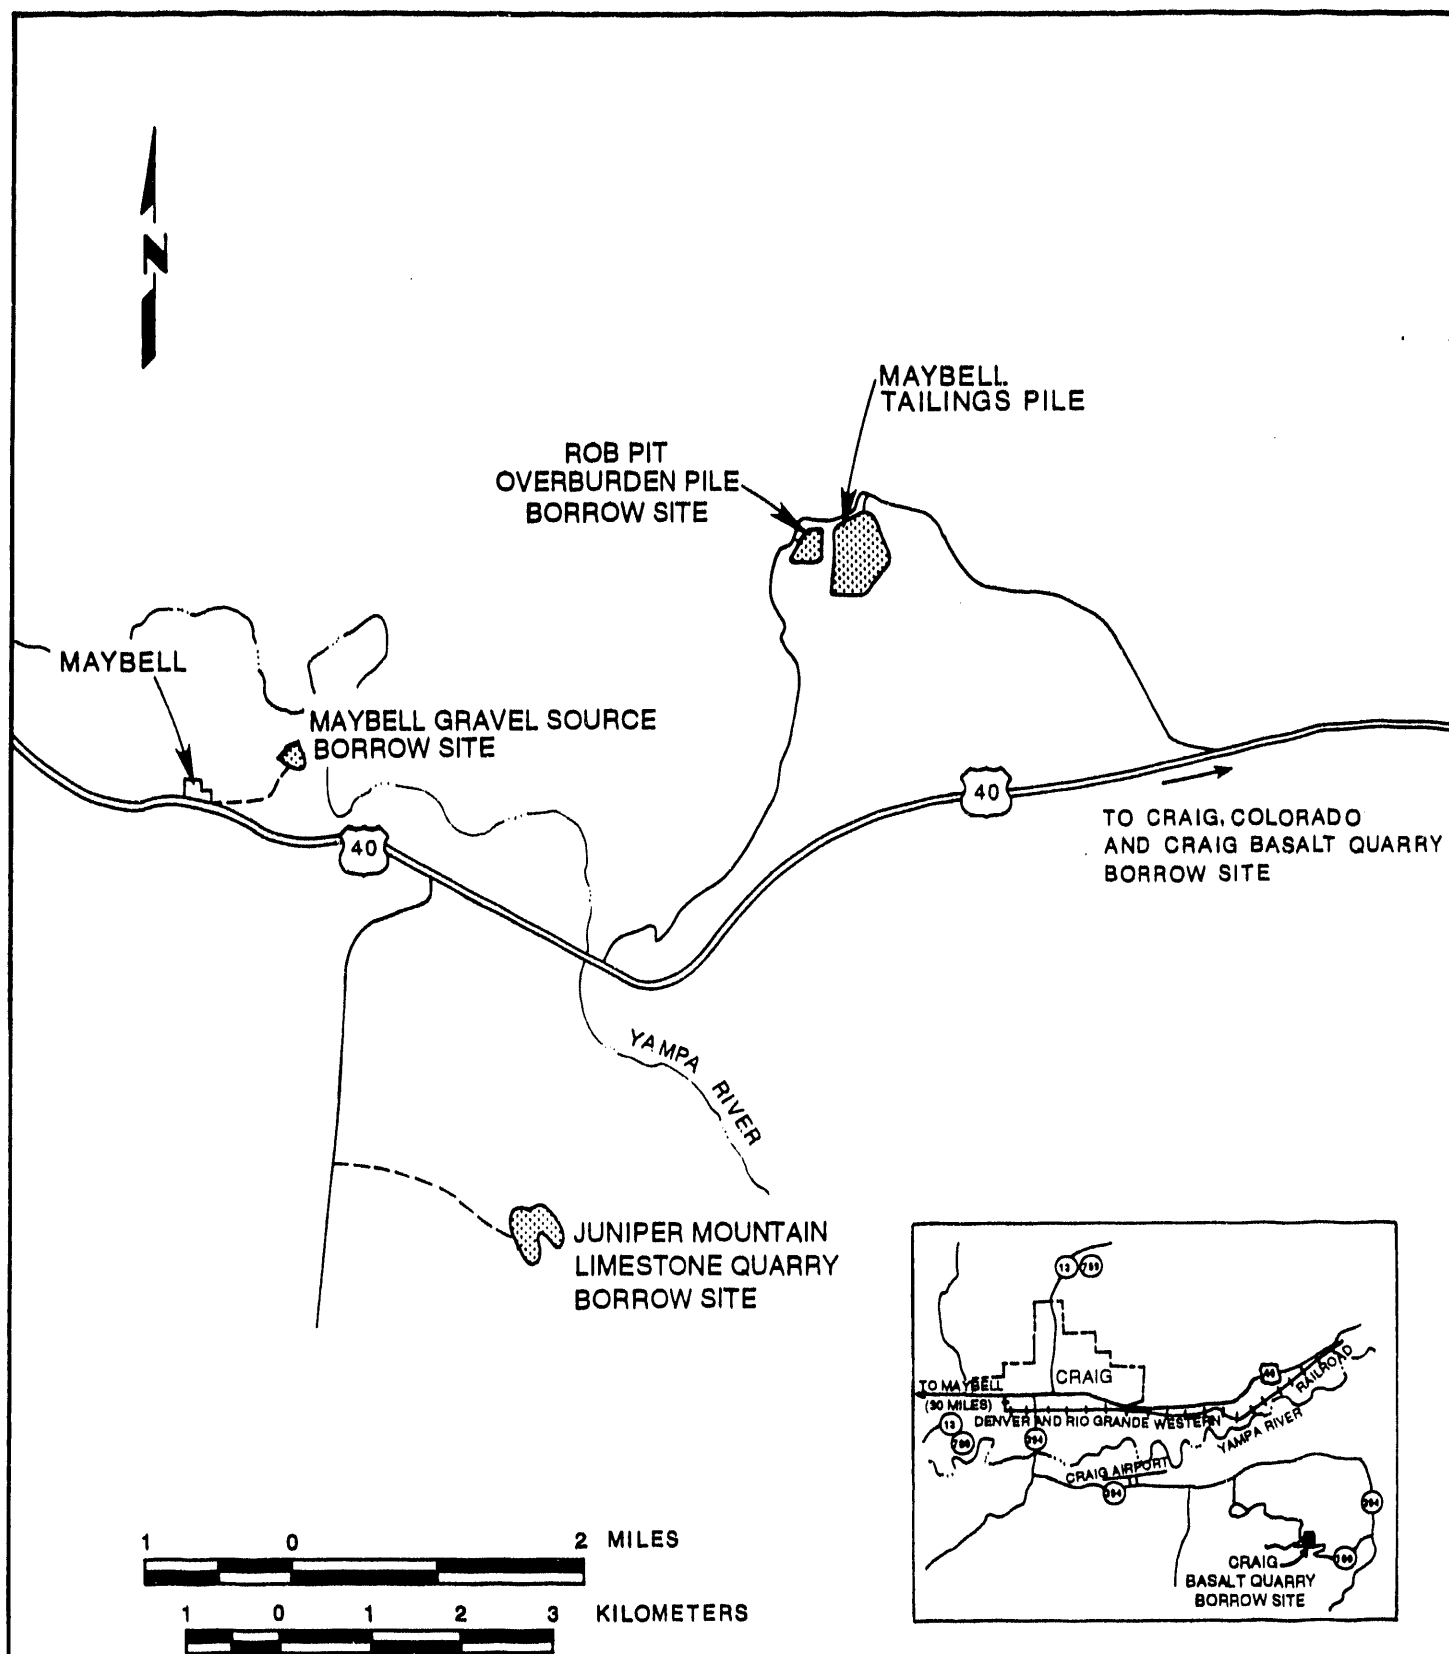 N
MAYBELL
TAILINGS PILE
ROB PIT
OVERBURDEN PILE
BORROW SITE
MAYBELL
MAYBELL GRAVEL SOURCE
BORROW SITE
40
40
TO CRAIG, COLORADO
AND CRAIG BASALT QUARRY
BORROW SITE
YAMPA RIVER
JUNIPER MOUNTAIN
LIMESTONE QUARRY
BORROW SITE
13
CRAIG
TO MAYBELL
(30 MILES)
40
RAILROAD
DENVER AND RIO GRANDE WESTERN
YAMPA RIVER
13
394
CRAIG AIRPORT
394
394
CRAIG
BASALT QUARRY
BORROW SITE
1 0 2 MILES
1 0 1 2 3 KILOMETERS